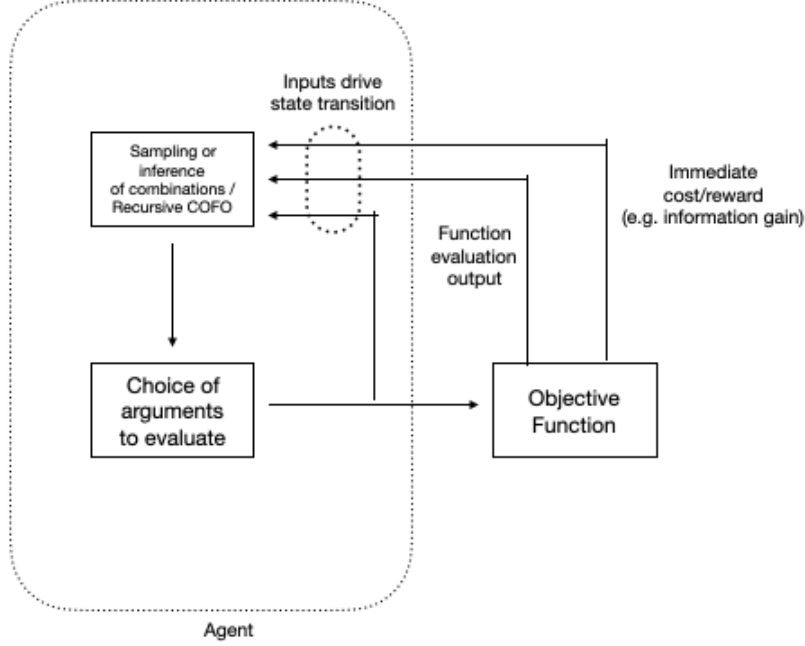 Inputs drive
state transition
Sampling or
inference
of combinations /
Recursive COFO
Immediate
cost/reward
(e.g. information gain)
Function
evaluation
output
Choice of
arguments
to evaluate
Objective
Function
Agent